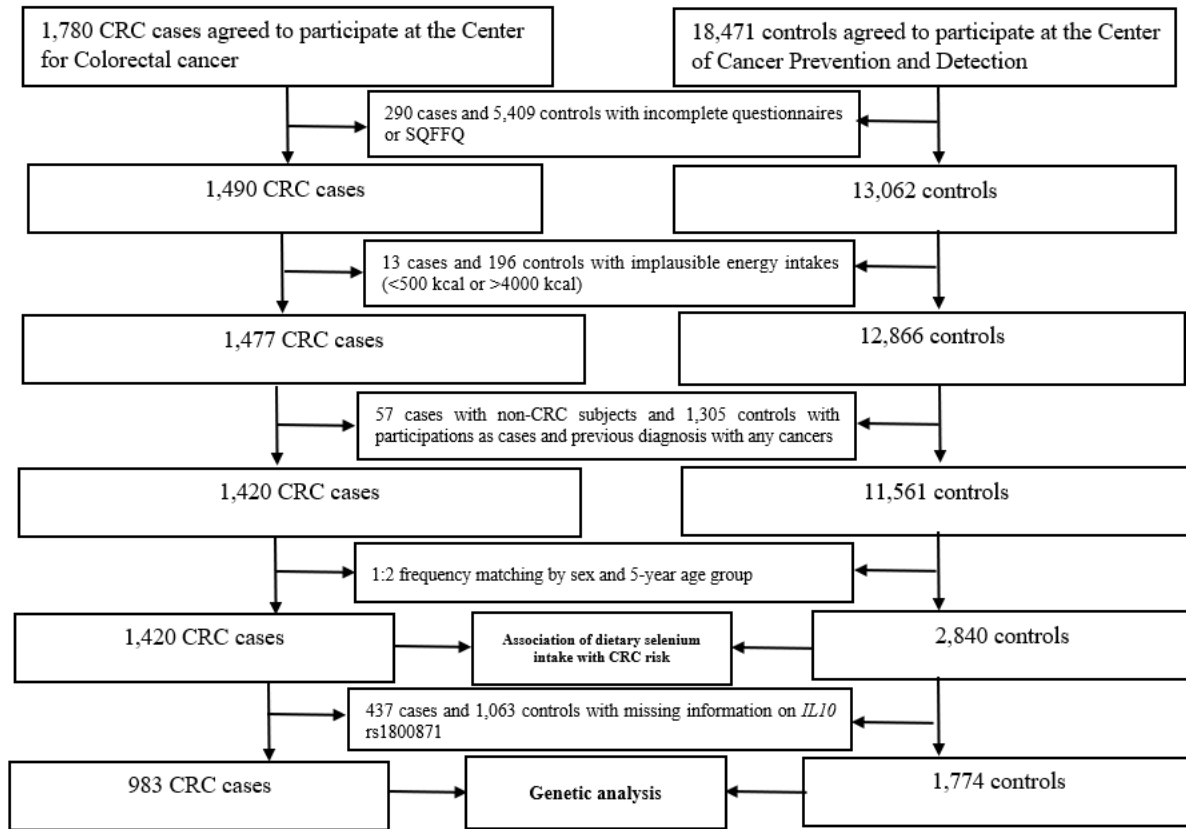 1,780 CRC cases agreed to participate at the Center
for Colorectal cancer
18,471 controls agreed to participate at the Center
of Cancer Prevention and Detection
290 cases and 5,409 controls with incomplete questionnaires
or SQFFQ
1,490 CRC cases
13,062 controls
13 cases and 196 controls with implausible energy intakes
(<500 kcal or >4000 kcal)
1,477 CRC cases
12,866 controls
57 cases with non-CRC subjects and 1,305 controls with
participations as cases and previous diagnosis with any cancers
1,420 CRC cases
11,561 controls
1:2 frequency matching by sex and 5-year age group
1,420 CRC cases
Association of dietary selenium
intake with CRC risk
2,840 controls
437 cases and 1,063 controls with missing information on IL10
rs1800871
983 CRC cases
Genetic analysis
1,774 controls